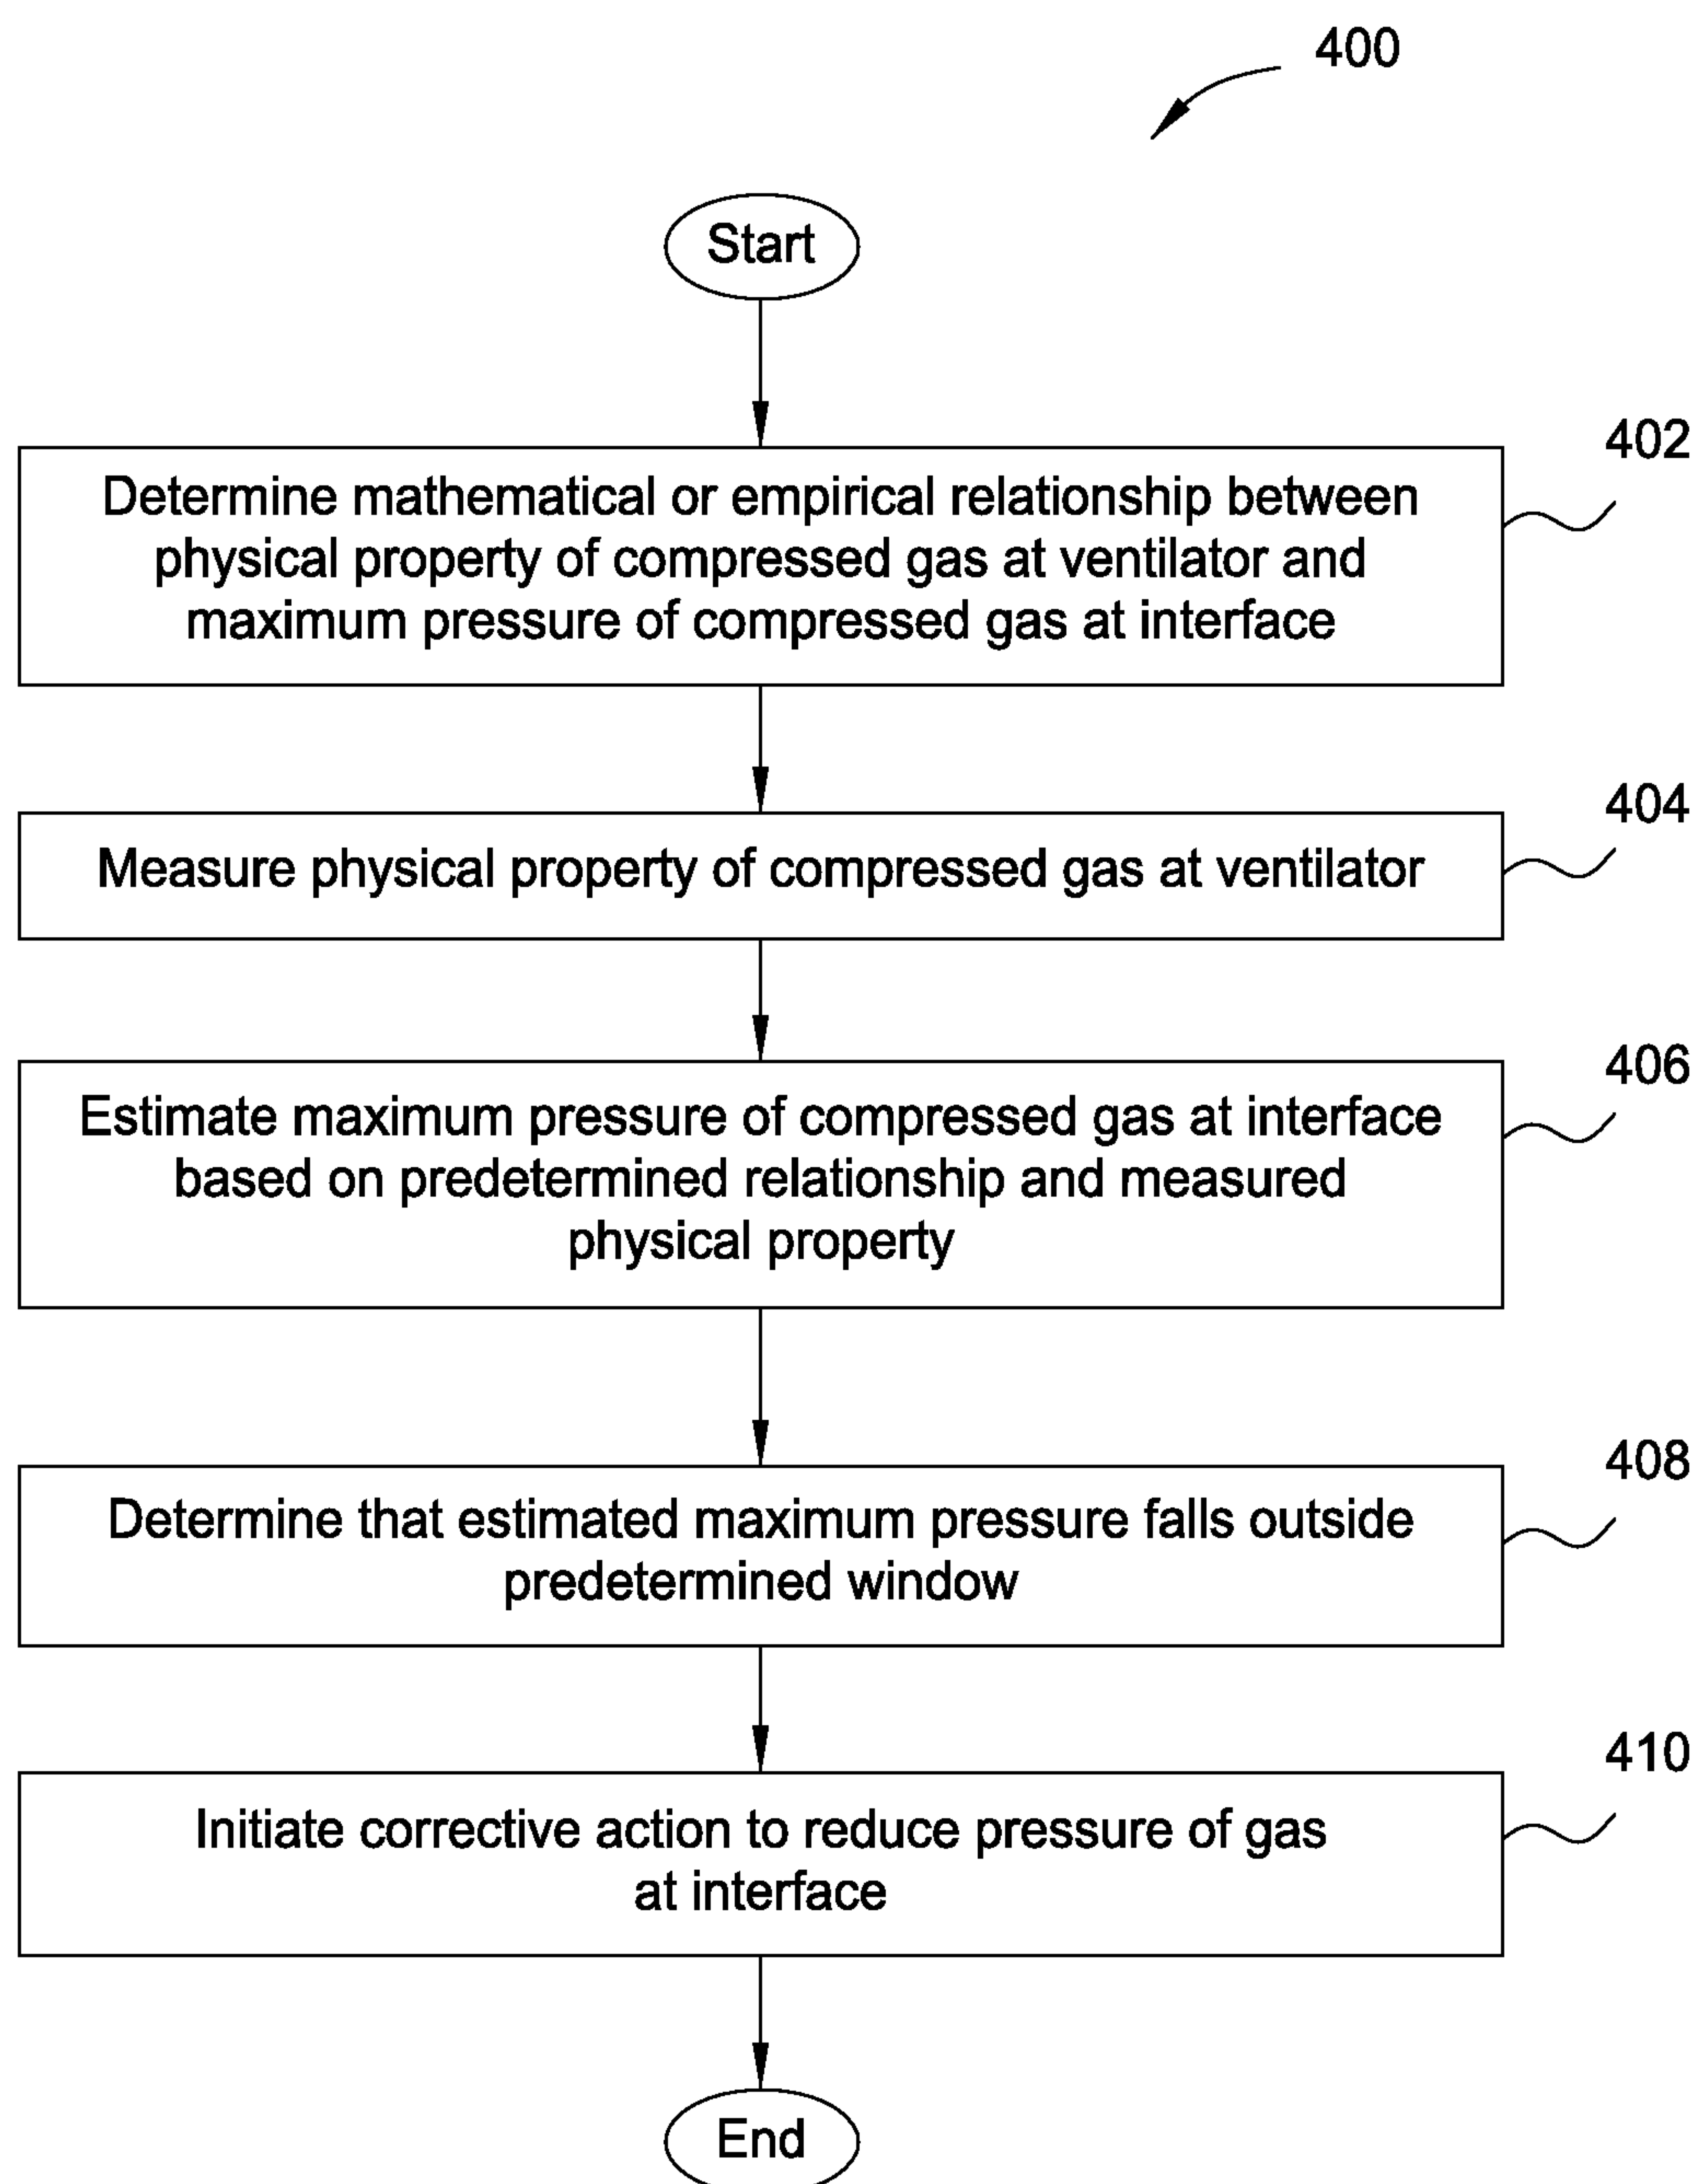 400
Start
402
Determine mathematical or empirical relationship between
physical property of compressed gas at ventilator and
maximum pressure of compressed gas at interface
404
Measure physical property of compressed gas at ventilator
406
Estimate maximum pressure of compressed gas at interface
based on predetermined relationship and measured
physical property
408
Determine that estimated maximum pressure falls outside
predetermined window
410
Initiate corrective action to reduce pressure of gas
at interface
End